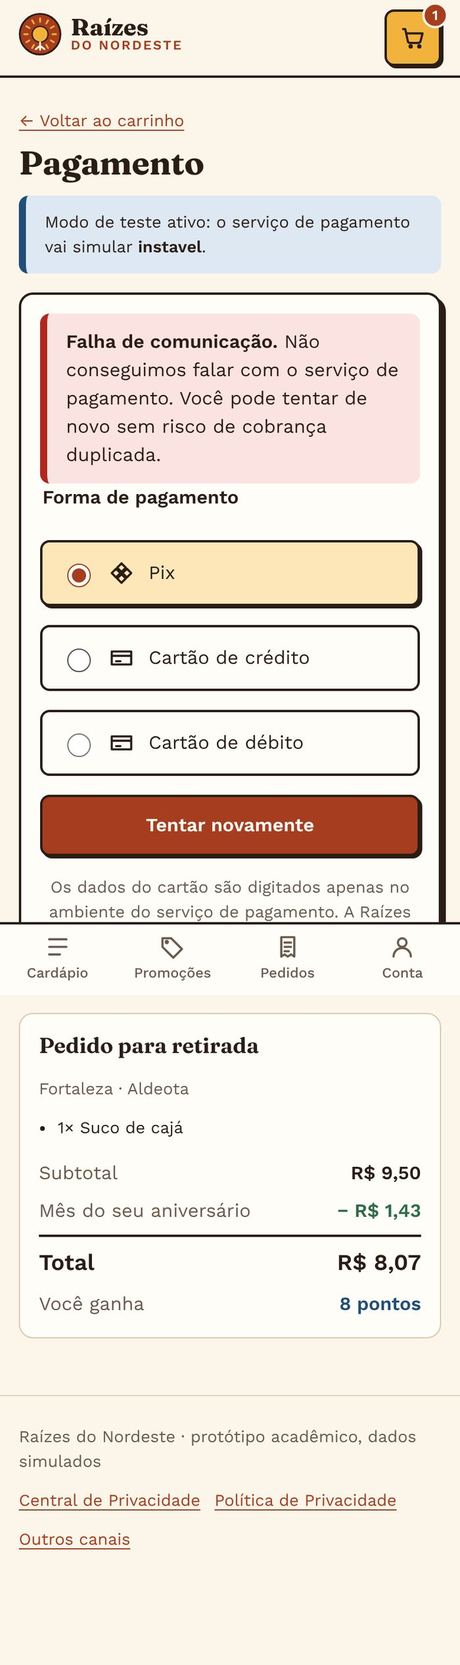 Raízes
DO NORDESTE
1
← Voltar ao carrinho
Pagamento
Modo de teste ativo: o serviço de pagamento
vai simular instavel.
Falha de comunicação. Não
conseguimos falar com o serviço de
pagamento. Você pode tentar de
novo sem risco de cobrança
duplicada.
Forma de pagamento
Pix
Cartão de crédito
Cartão de débito
Tentar novamente
Os dados do cartão são digitados apenas no
ambiente do serviço de pagamento. A Raízes
Cardápio Promoções Pedidos Conta
Pedido para retirada
Fortaleza · Aldeota
• 1× Suco de cajá
Subtotal R$ 9,50
Mês do seu aniversário − R$ 1,43
Total R$ 8,07
Você ganha 8 pontos
Raízes do Nordeste · protótipo acadêmico, dados
simulados
Central de Privacidade Política de Privacidade
Outros canais